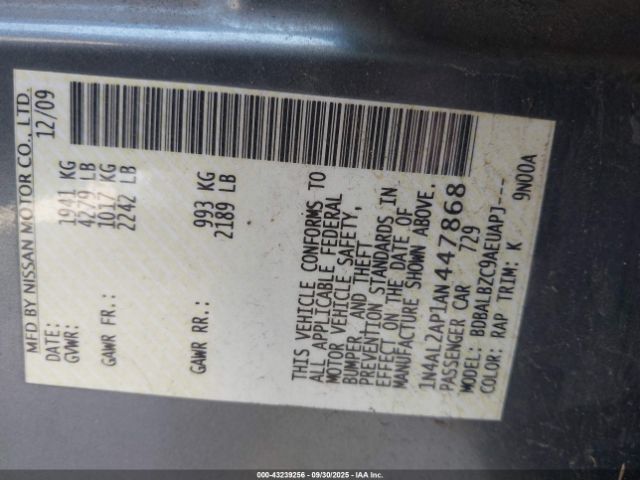 MFD BY NISSAN MOTOR CO., LTD.
DATE: 12/09
GVWR: 1941 KG
4279 LB
GAWR FR.: 1017 KG
2242 LB
GAWR RR.: 993 KG
2189 LB
THIS VEHICLE CONFORMS TO
ALL APPLICABLE FEDERAL
MOTOR VEHICLE SAFETY,
BUMPER, AND THEFT
PREVENTION STANDARDS IN
EFFECT ON THE DATE OF
MANUFACTURE SHOWN ABOVE.
1N4AL2AP1AN447868
PASSENGER CAR 729
MODEL: BDBALBZC9AEUAPJ---
COLOR: RAP TRIM: K 9N00A
000-43239256 - 09/30/2025 - © IAA, Inc.